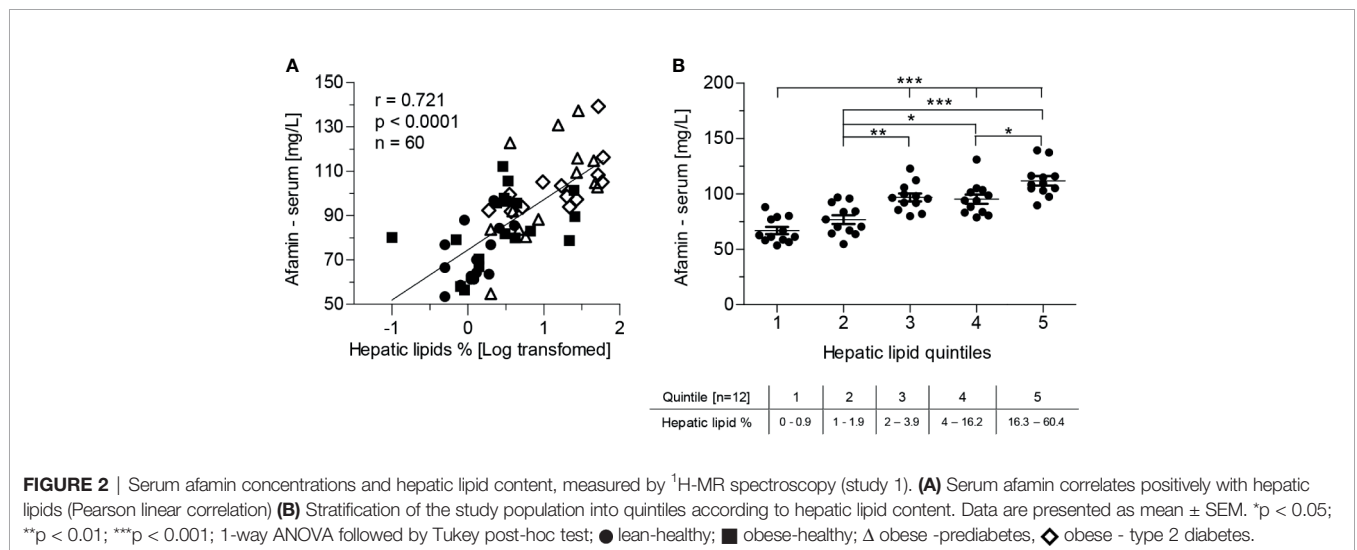 A
150
130
110
90
70
50
Afamin - serum [mg/L]
r = 0.721
p < 0.0001
n = 60
-1 0 1 2
Hepatic lipids % [Log transfomed]
B
200
150
100
50
0
Afamin - serum [mg/L]
***
***
*
** *
1 2 3 4 5
Hepatic lipid quintiles
Quintile [n=12] 1 2 3 4 5
Hepatic lipid % 0 - 0.9 1 - 1.9 2 – 3.9 4 – 16.2 16.3 – 60.4
FIGURE 2 | Serum afamin concentrations and hepatic lipid content, measured by ¹H-MR spectroscopy (study 1). (A) Serum afamin correlates positively with hepatic
lipids (Pearson linear correlation) (B) Stratification of the study population into quintiles according to hepatic lipid content. Data are presented as mean ± SEM. *p < 0.05;
**p < 0.01; ***p < 0.001; 1-way ANOVA followed by Tukey post-hoc test; ● lean-healthy; ■ obese-healthy; Δ obese -prediabetes, ◇ obese - type 2 diabetes.